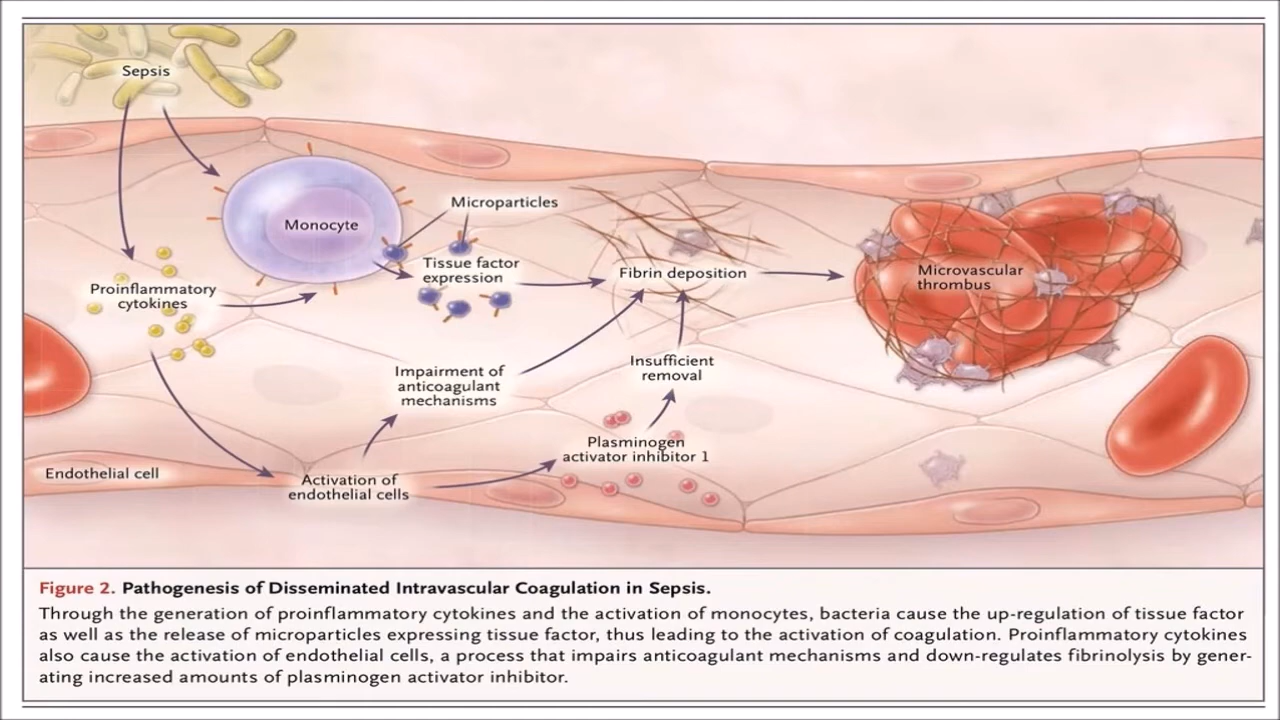 Sepsis
Monocyte
Microparticles
Tissue factor
expression
Fibrin deposition
Microvascular
thrombus
Proinflammatory
cytokines
Impairment of
anticoagulant
mechanisms
Insufficient
removal
Plasminogen
activator inhibitor 1
Endothelial cell
Activation of
endothelial cells
Figure 2. Pathogenesis of Disseminated Intravascular Coagulation in Sepsis.
Through the generation of proinflammatory cytokines and the activation of monocytes, bacteria cause the up-regulation of tissue factor
as well as the release of microparticles expressing tissue factor, thus leading to the activation of coagulation. Proinflammatory cytokines
also cause the activation of endothelial cells, a process that impairs anticoagulant mechanisms and down-regulates fibrinolysis by gener-
ating increased amounts of plasminogen activator inhibitor.